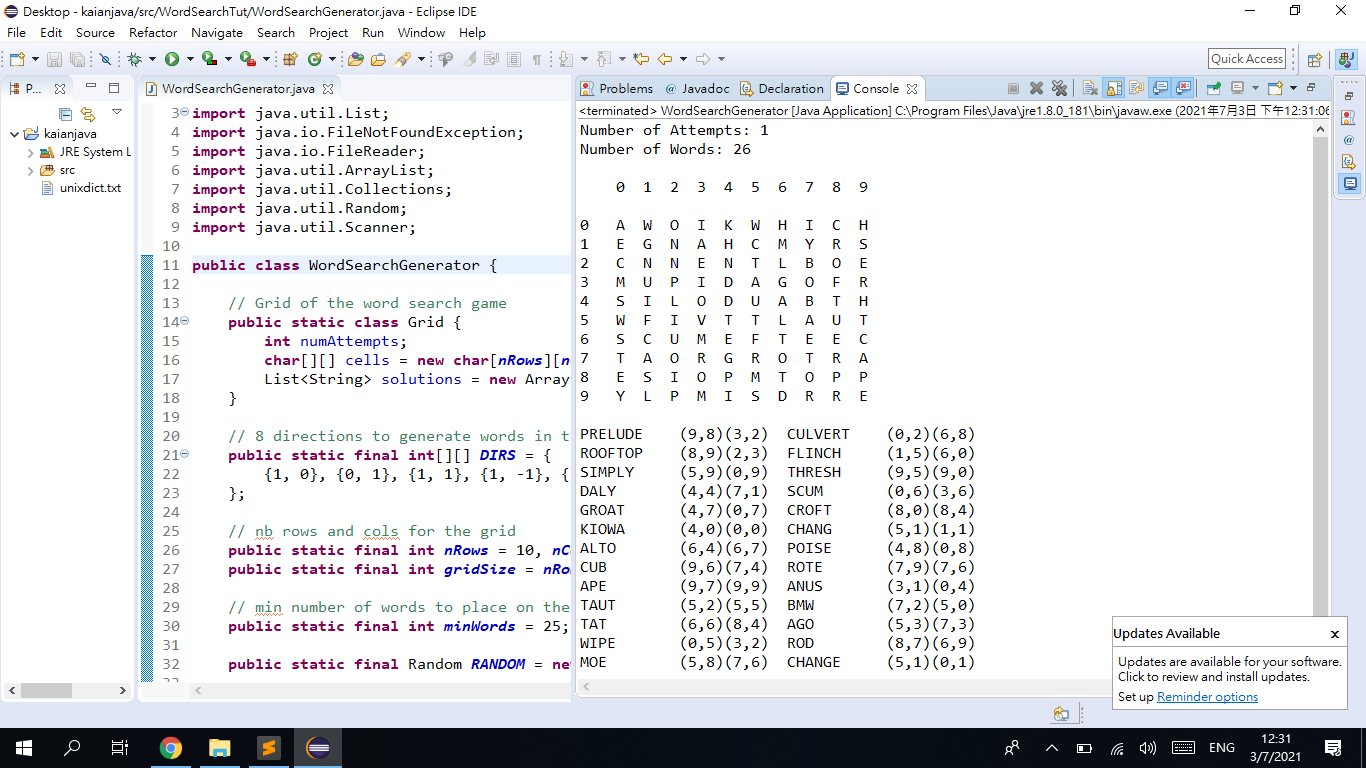 Desktop - kaianjava/src/WordSearchTut/WordSearchGenerator.java - Eclipse IDE
File Edit Source Refactor Navigate Search Project Run Window Help
Quick Access
P...
kaianjava
JRE System L
src
unixdict.txt
WordSearchGenerator.java
3 import java.util.List;
4 import java.io.FileNotFoundException;
5 import java.io.FileReader;
6 import java.util.ArrayList;
7 import java.util.Collections;
8 import java.util.Random;
9 import java.util.Scanner;
10
11 public class WordSearchGenerator {
12
13 // Grid of the word search game
14 public static class Grid {
15 int numAttempts;
16 char[][] cells = new char[nRows][n
17 List<String> solutions = new Array
18 }
19
20 // 8 directions to generate words in t
21 public static final int[][] DIRS = {
22 {1, 0}, {0, 1}, {1, 1}, {1, -1}, {
23 };
24
25 // nb rows and cols for the grid
26 public static final int nRows = 10, nC
27 public static final int gridSize = nRo
28
29 // min number of words to place on the
30 public static final int minWords = 25;
31
32 public static final Random RANDOM = ne
Problems Javadoc Declaration Console
<terminated> WordSearchGenerator [Java Application] C:\Program Files\Java\jre1.8.0_181\bin\javaw.exe (2021年7月3日 下午12:31:06
Number of Attempts: 1
Number of Words: 26
0 1 2 3 4 5 6 7 8 9
0 A W O I K W H I C H
1 E G N A H C M Y R S
2 C N N E N T L B O E
3 M U P I D A G O F R
4 S I L O D U A B T H
5 W F I V T T L A U T
6 S C U M E F T E E C
7 T A O R G R O T R A
8 E S I O P M T O P P
9 Y L P M I S D R R E
PRELUDE (9,8)(3,2) CULVERT (0,2)(6,8)
ROOFTOP (8,9)(2,3) FLINCH (1,5)(6,0)
SIMPLY (5,9)(0,9) THRESH (9,5)(9,0)
DALY (4,4)(7,1) SCUM (0,6)(3,6)
GROAT (4,7)(0,7) CROFT (8,0)(8,4)
KIOWA (4,0)(0,0) CHANG (5,1)(1,1)
ALTO (6,4)(6,7) POISE (4,8)(0,8)
CUB (9,6)(7,4) ROTE (7,9)(7,6)
APE (9,7)(9,9) ANUS (3,1)(0,4)
TAUT (5,2)(5,5) BMW (7,2)(5,0)
TAT (6,6)(8,4) AGO (5,3)(7,3)
WIPE (0,5)(3,2) ROD (8,7)(6,9)
MOE (5,8)(7,6) CHANGE (5,1)(0,1)
Updates Available x
Updates are available for your software.
Click to review and install updates.
Set up Reminder options
ENG
12:31
3/7/2021